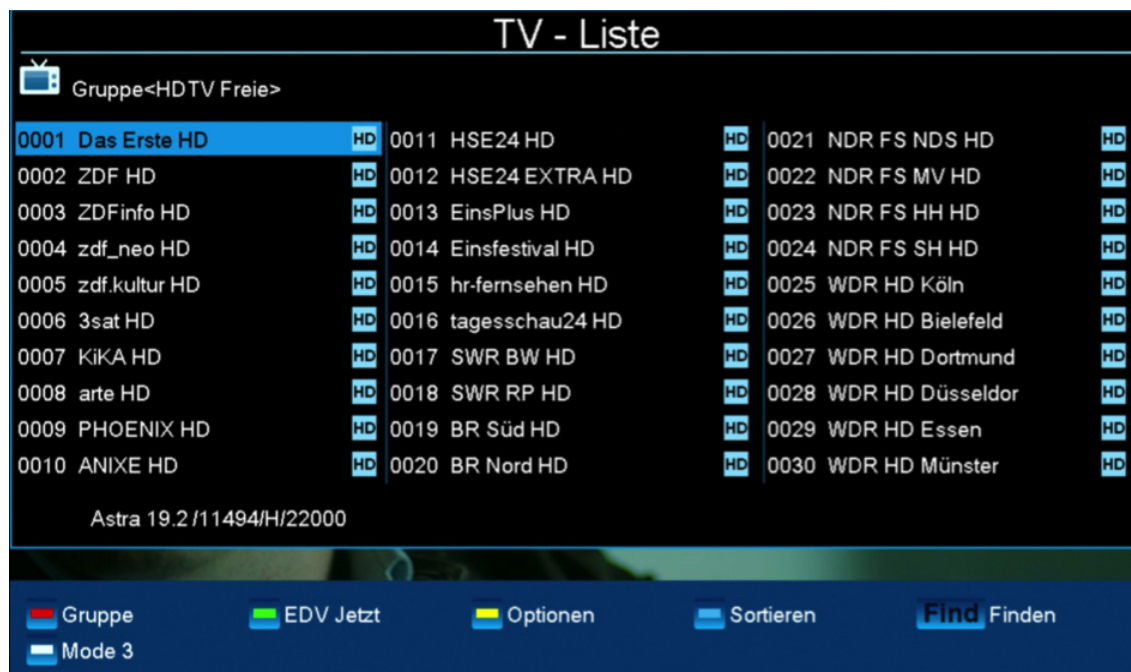 TV - Liste
Gruppe<HDTV Freie>
0001 Das Erste HD HD
0002 ZDF HD HD
0003 ZDFinfo HD HD
0004 zdf_neo HD HD
0005 zdf.kultur HD HD
0006 3sat HD HD
0007 KiKA HD HD
0008 arte HD HD
0009 PHOENIX HD HD
0010 ANIXE HD HD
0011 HSE24 HD HD
0012 HSE24 EXTRA HD HD
0013 EinsPlus HD HD
0014 Einsfestival HD HD
0015 hr-fernsehen HD HD
0016 tagesschau24 HD HD
0017 SWR BW HD HD
0018 SWR RP HD HD
0019 BR Süd HD HD
0020 BR Nord HD HD
0021 NDR FS NDS HD HD
0022 NDR FS MV HD HD
0023 NDR FS HH HD HD
0024 NDR FS SH HD HD
0025 WDR HD Köln HD
0026 WDR HD Bielefeld HD
0027 WDR HD Dortmund HD
0028 WDR HD Düsseldor HD
0029 WDR HD Essen HD
0030 WDR HD Münster HD
Astra 19.2 /11494/H/22000
Gruppe EDV Jetzt Optionen Sortieren Find Finden
Mode 3